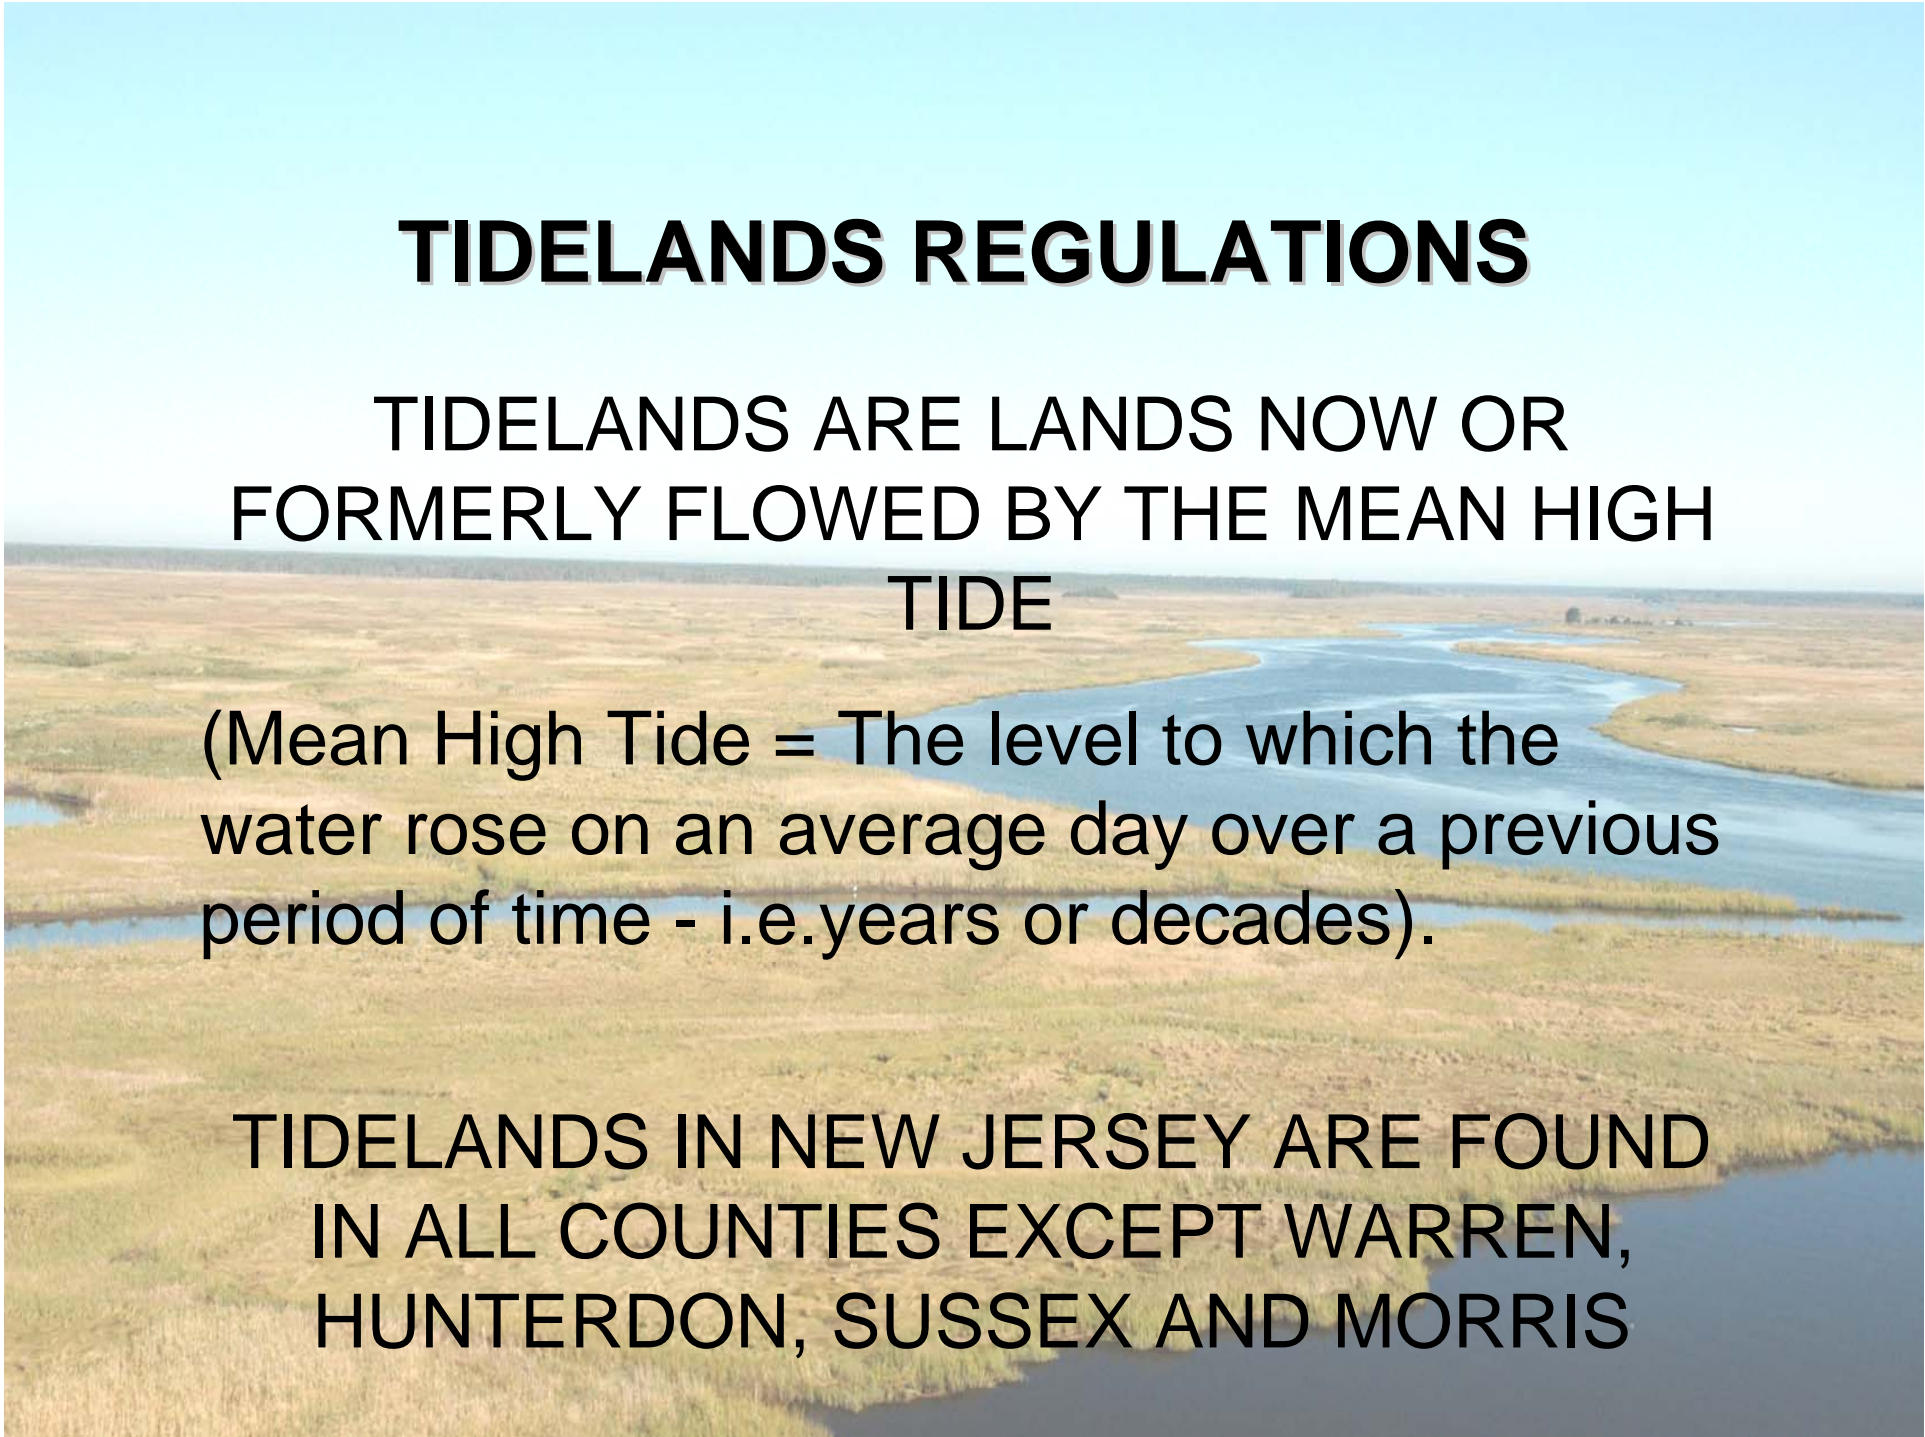 TIDELANDS REGULATIONS
TIDELANDS ARE LANDS NOW OR
FORMERLY FLOWED BY THE MEAN HIGH
TIDE
(Mean High Tide = The level to which the
water rose on an average day over a previous
period of time - i.e.years or decades).
TIDELANDS IN NEW JERSEY ARE FOUND
IN ALL COUNTIES EXCEPT WARREN,
HUNTERDON, SUSSEX AND MORRIS